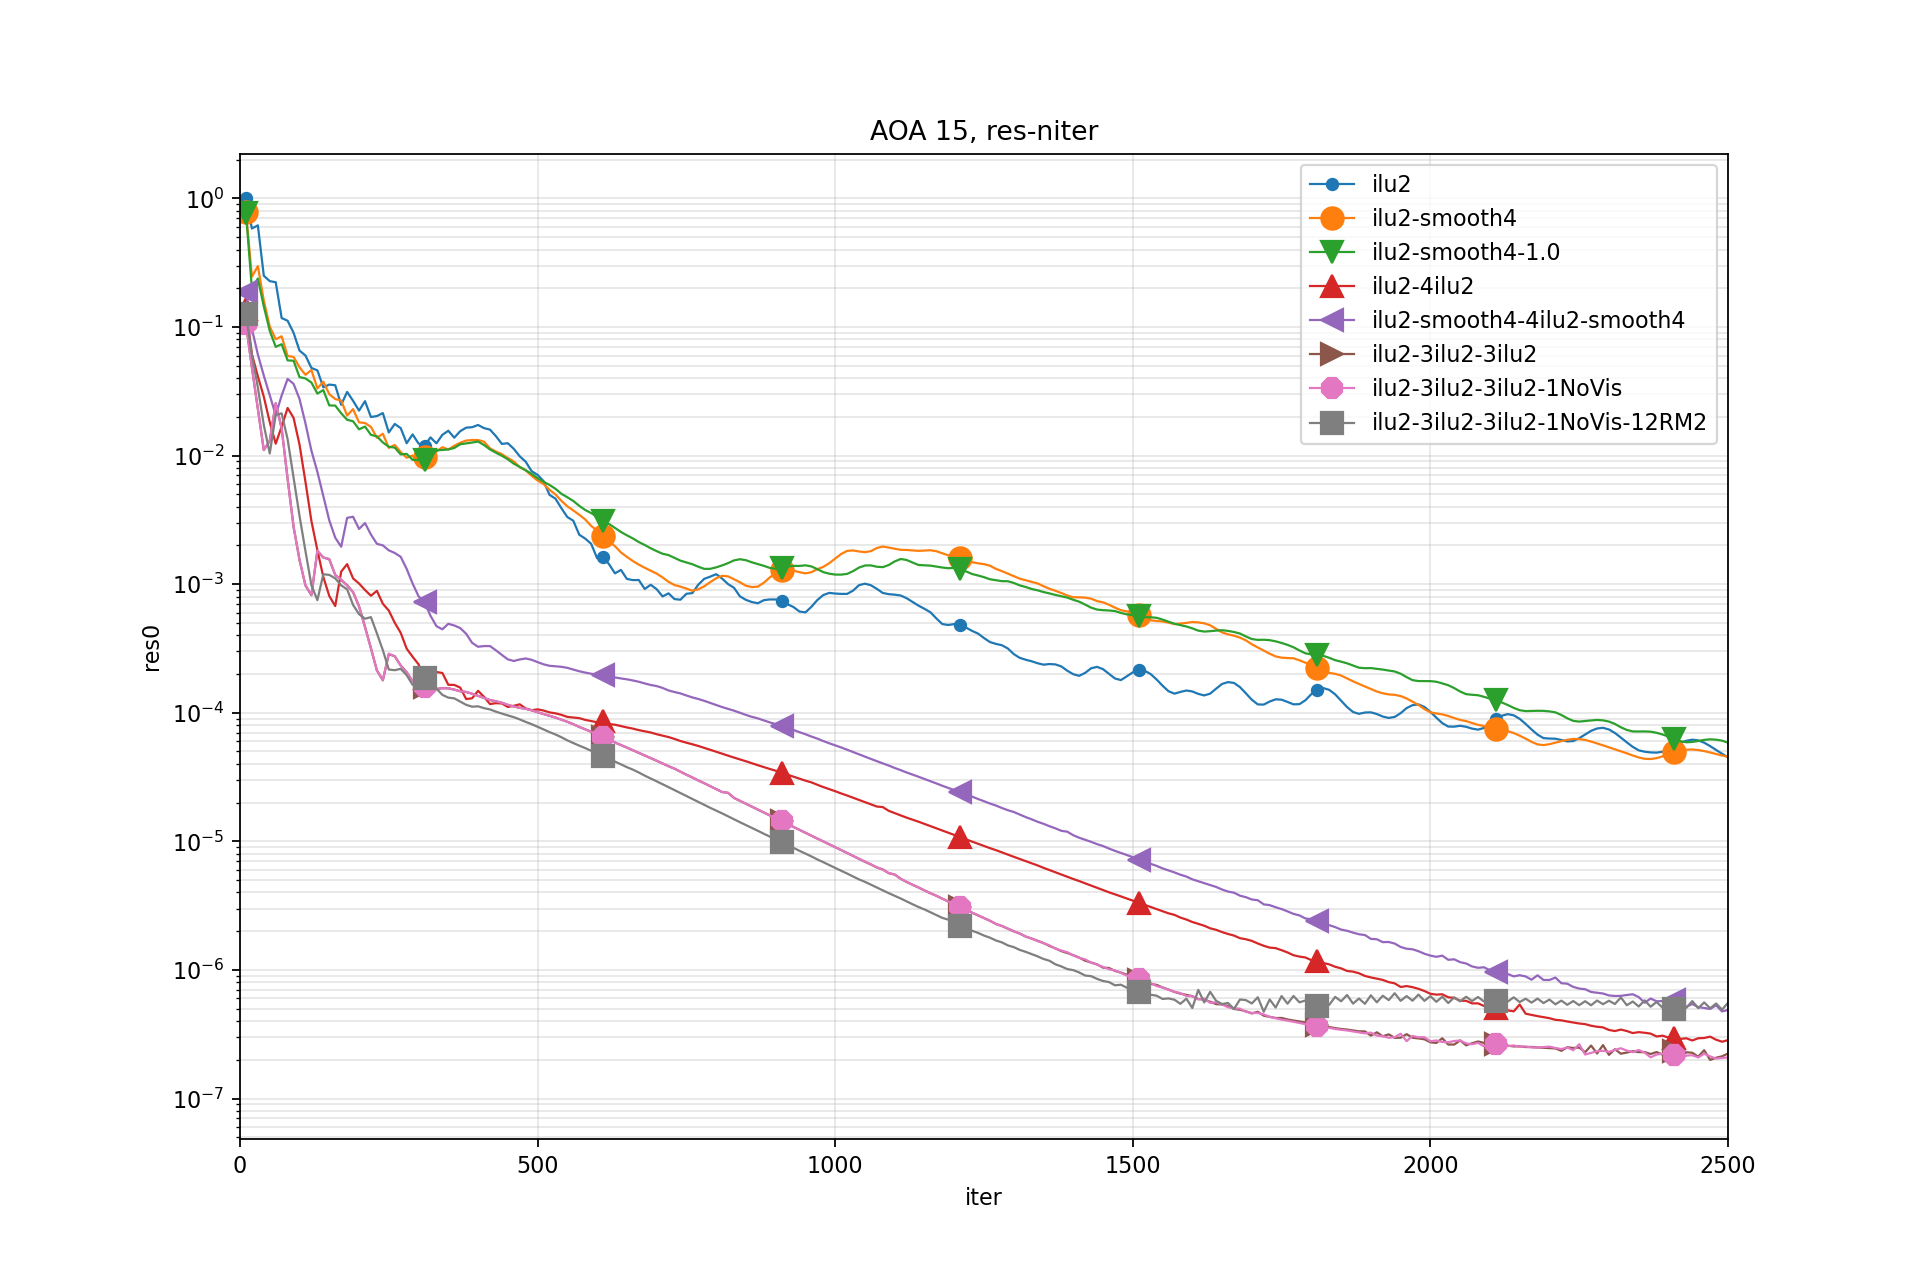 AOA 15, res-niter
ilu2
ilu2-smooth4
ilu2-smooth4-1.0
ilu2-4ilu2
ilu2-smooth4-4ilu2-smooth4
ilu2-3ilu2-3ilu2
ilu2-3ilu2-3ilu2-1NoVis
ilu2-3ilu2-3ilu2-1NoVis-12RM2
10⁰
10⁻¹
10⁻²
10⁻³
10⁻⁴
10⁻⁵
10⁻⁶
10⁻⁷
res0
0 500 1000 1500 2000 2500
iter